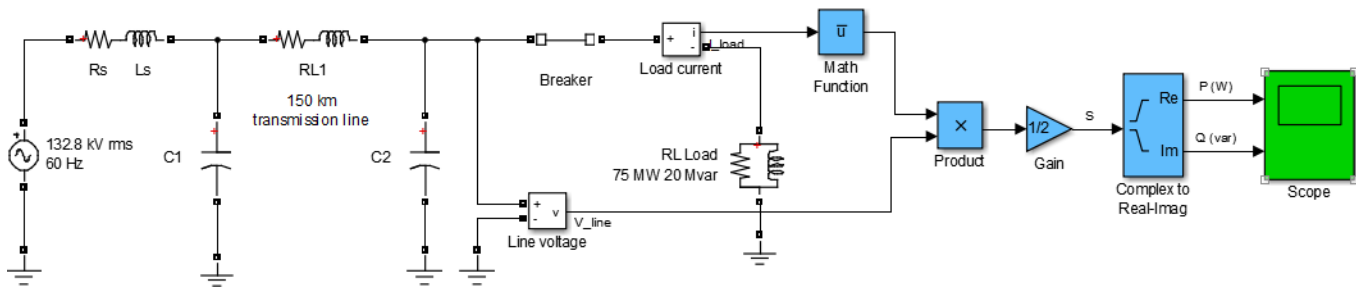 Rs
Ls
RL1
150 km
transmission line
132.8 kV rms
60 Hz
C1
C2
Breaker
+
i
-
I_load
Load current
ū
Math
Function
RL Load
75 MW 20 Mvar
+
-
v
V_line
Line voltage
×
Product
1/2
Gain
S
Re
Im
Complex to
Real-Imag
P (W)
Q (var)
Scope